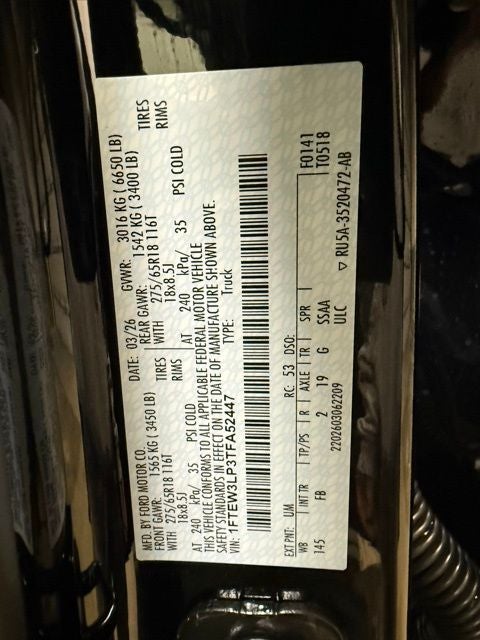 MFD. BY FORD MOTOR CO. DATE: 03/26 GVWR: 3016 KG ( 6650 LB)
FRONT GAWR: 1565 KG ( 3450 LB) REAR GAWR: 1542 KG ( 3400 LB)
WITH TIRES WITH TIRES
275/65R18 116T RIMS 275/65R18 116T RIMS
18x8.5J 18x8.5J
AT 240 kPa/ 35 PSI COLD AT 240 kPa/ 35 PSI COLD
THIS VEHICLE CONFORMS TO ALL APPLICABLE FEDERAL MOTOR VEHICLE
SAFETY STANDARDS IN EFFECT ON THE DATE OF MANUFACTURE SHOWN ABOVE.
VIN: 1FTEW3LP3TFA52447 TYPE: Truck
F0141
T0518
EXT PNT: UM RC: 53 DSO:
WB INT TR TP/PS R AXLE TR SPR
145 FB 2 19 G SSAA
ULC
2202603062209 ▽ RU5A-3520472-AB